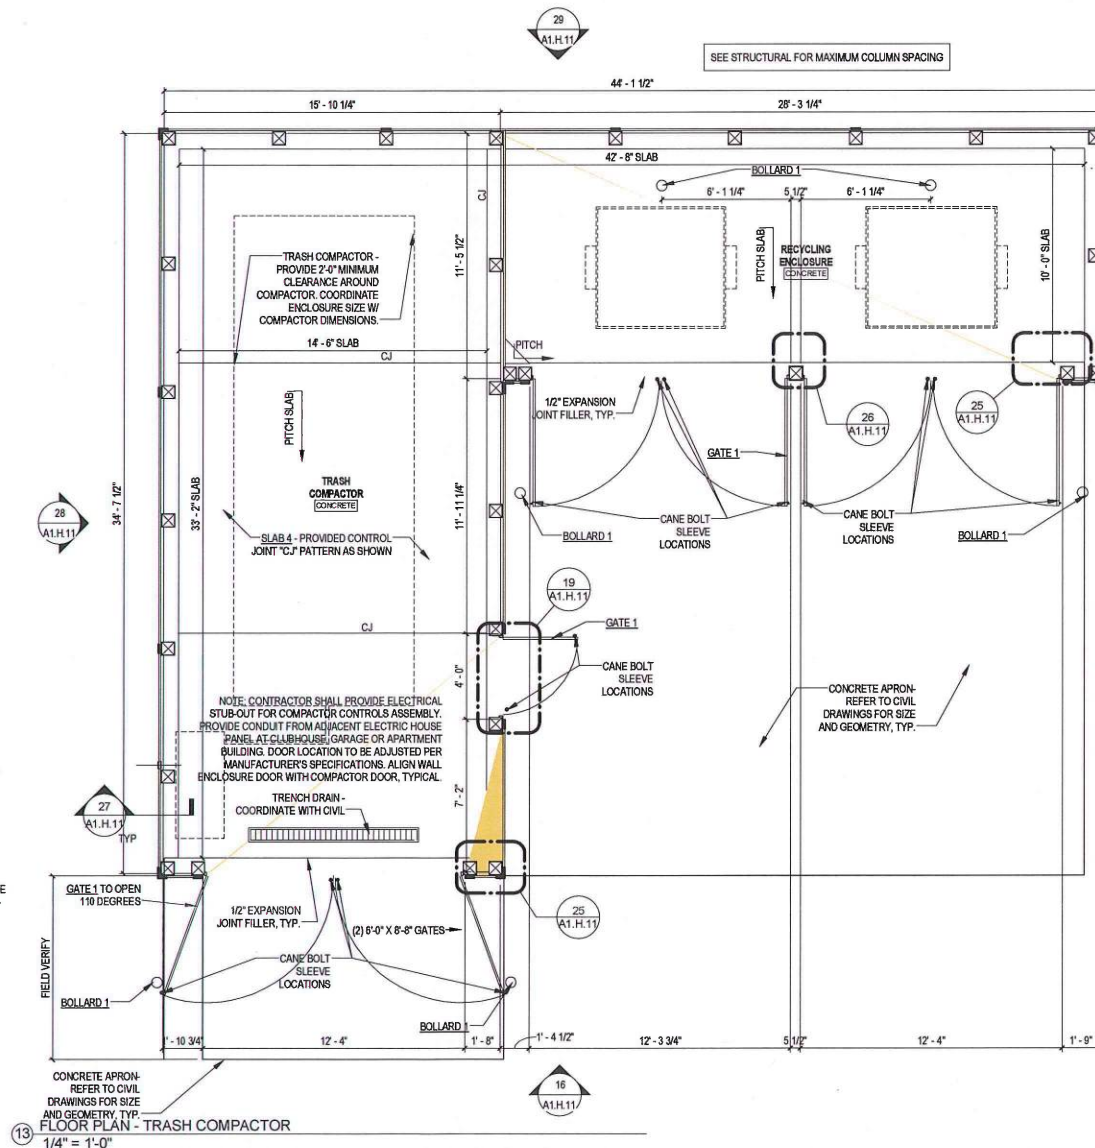 29
A1.H.11
SEE STRUCTURAL FOR MAXIMUM COLUMN SPACING
44' - 1 1/2"
15' - 10 1/4"
28' - 3 1/4"
42' - 8" SLAB
BOLLARD 1
6' - 1 1/4"
5 1/2"
6' - 1 1/4"
CJ
11' - 5 1/2"
PITCH SLAB
RECYCLING
ENCLOSURE
CONCRETE
10' - 0" SLAB
TRASH COMPACTOR -
PROVIDE 2'-0" MINIMUM
CLEARANCE AROUND
COMPACTOR. COORDINATE
ENCLOSURE SIZE W/
COMPACTOR DIMENSIONS.
14' - 6" SLAB
CJ
PITCH
PITCH SLAB
1/2" EXPANSION
JOINT FILLER, TYP.
26
A1.H.11
25
A1.H.11
GATE 1
34' - 7 1/2"
33' - 2" SLAB
TRASH
COMPACTOR
CONCRETE
11' - 11 1/4"
28
A1.H.11
SLAB 4 - PROVIDED CONTROL
JOINT "CJ" PATTERN AS SHOWN
BOLLARD 1
CANE BOLT
SLEEVE
LOCATIONS
CANE BOLT
SLEEVE
LOCATIONS
BOLLARD 1
19
A1.H.11
CJ
GATE 1
4' - 0"
CANE BOLT
SLEEVE
LOCATIONS
CONCRETE APRON-
REFER TO CIVIL
DRAWINGS FOR SIZE
AND GEOMETRY, TYP.
NOTE: CONTRACTOR SHALL PROVIDE ELECTRICAL
STUB-OUT FOR COMPACTOR CONTROLS ASSEMBLY.
PROVIDE CONDUIT FROM ADJACENT ELECTRIC HOUSE
PANEL AT CLUBHOUSE, GARAGE OR APARTMENT
BUILDING. DOOR LOCATION TO BE ADJUSTED PER
MANUFACTURER'S SPECIFICATIONS. ALIGN WALL
ENCLOSURE DOOR WITH COMPACTOR DOOR, TYPICAL.
7' - 2"
27
A1.H.11
TYP
TRENCH DRAIN -
COORDINATE WITH CIVIL
E
GATE 1 TO OPEN
110 DEGREES
1/2" EXPANSION
JOINT FILLER, TYP.
(2) 6'-0" X 8'-8" GATES
25
A1.H.11
FIELD VERIFY
CANE BOLT
SLEEVE
LOCATIONS
BOLLARD 1
BOLLARD 1
' - 10 3/4"
12' - 4"
1' - 8"
1' - 4 1/2"
12' - 3 3/4"
5 1/2"
12' - 4"
1' - 9"
CONCRETE APRON-
REFER TO CIVIL
DRAWINGS FOR SIZE
AND GEOMETRY, TYP.
16
A1.H.11
13 FLOOR PLAN - TRASH COMPACTOR
1/4" = 1'-0"